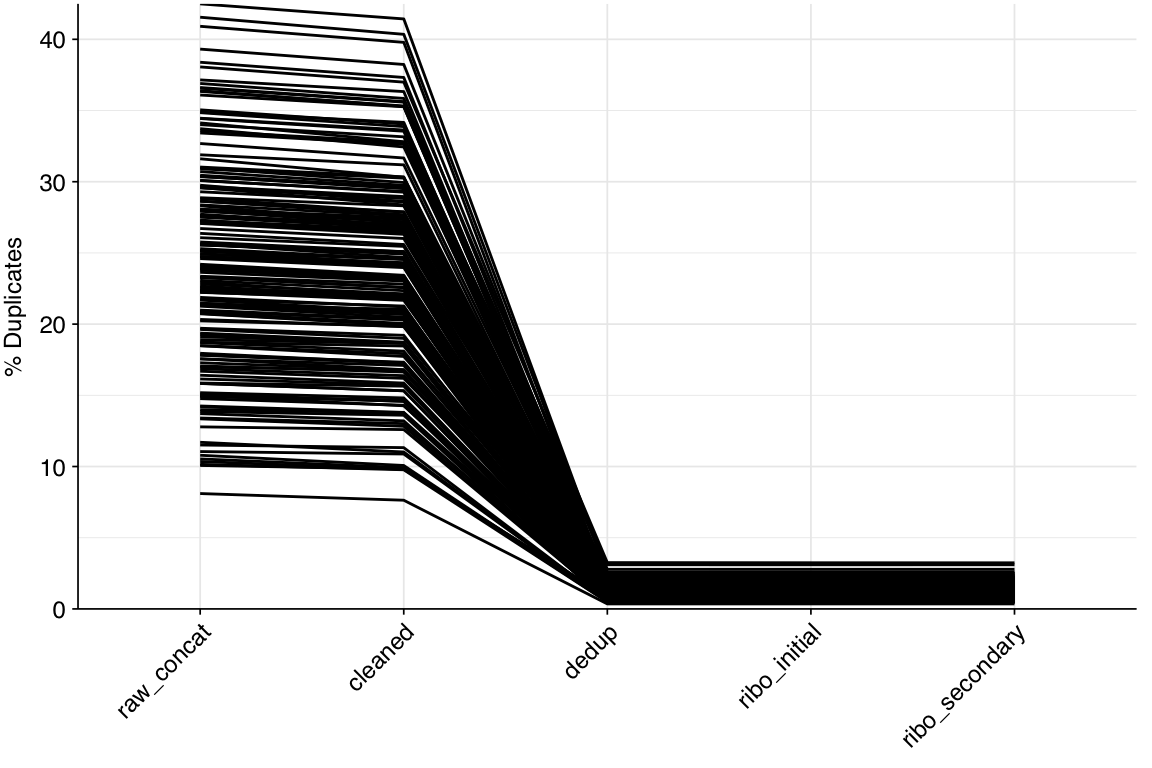 % Duplicates
40
30
20
10
0
raw_concat
cleaned
dedup
ribo_initial
ribo_secondary